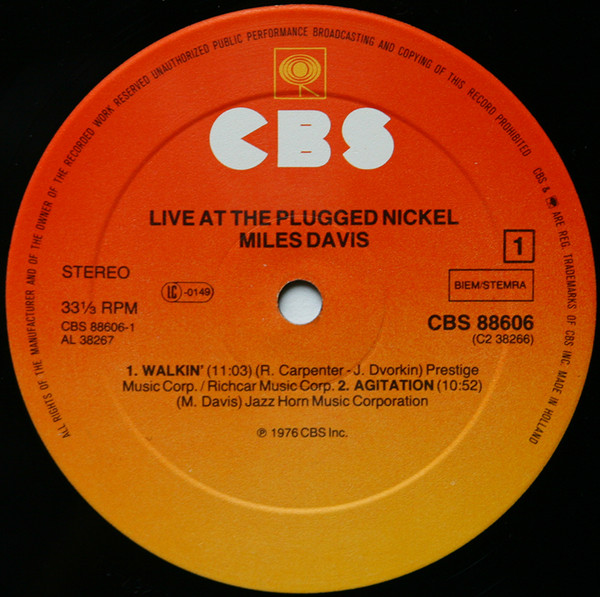 ALL RIGHTS OF THE MANUFACTURER AND OF THE OWNER OF THE RECORDED WORK RESERVED UNAUTHORIZED PUBLIC PERFORMANCE BROADCASTING AND COPYING OF THIS RECORD PROHIBITED
CBS & ARE REG. TRADEMARKS OF CBS INC. MADE IN HOLLAND
CBS
LIVE AT THE PLUGGED NICKEL
MILES DAVIS
1
STEREO
LC-0149
BIEM/STEMRA
33⅓ RPM
CBS 88606-1
AL 38267
CBS 88606
(C2 38266)
1. WALKIN' (11:03) (R. Carpenter - J. Dvorkin) Prestige
Music Corp. / Richcar Music Corp. 2. AGITATION (10:52)
(M. Davis) Jazz Horn Music Corporation
℗ 1976 CBS Inc.